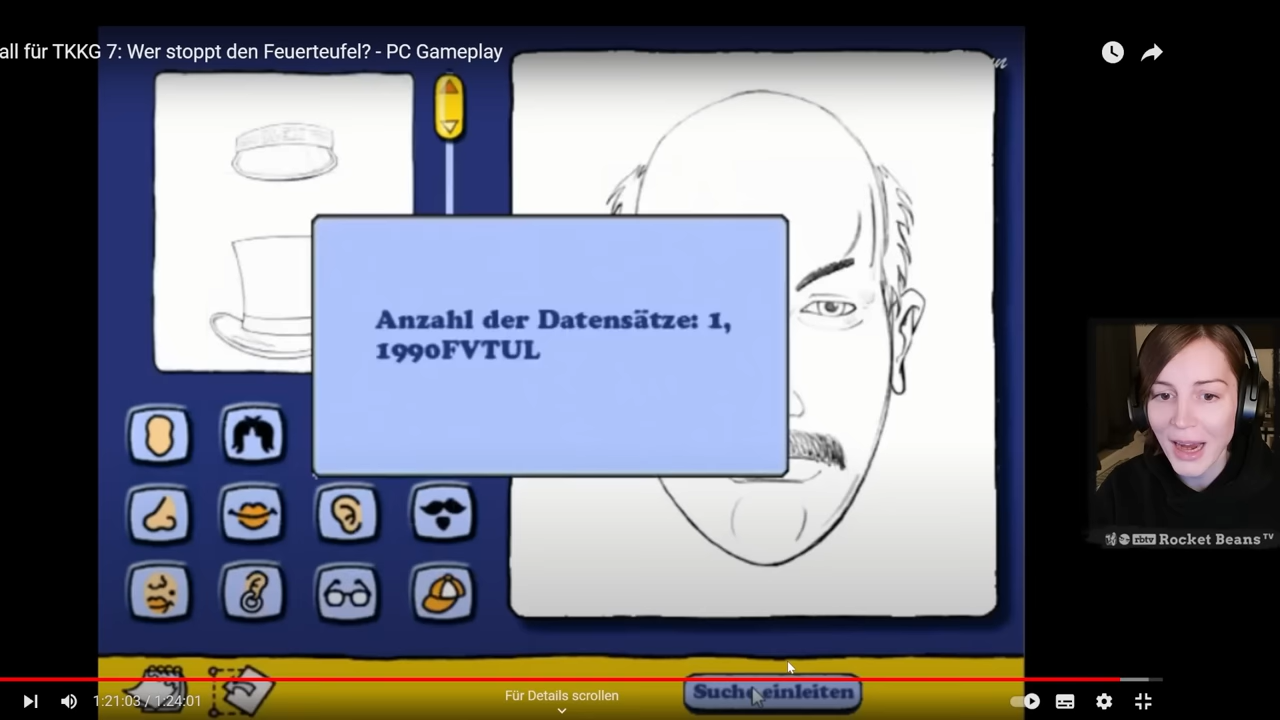 all für TKKG 7: Wer stoppt den Feuerteufel? - PC Gameplay
Anzahl der Datensätze: 1,
1990FVTUL
rbtv Rocket Beans TV
Suche einleiten
1:21:03 / 1:24:01
Für Details scrollen